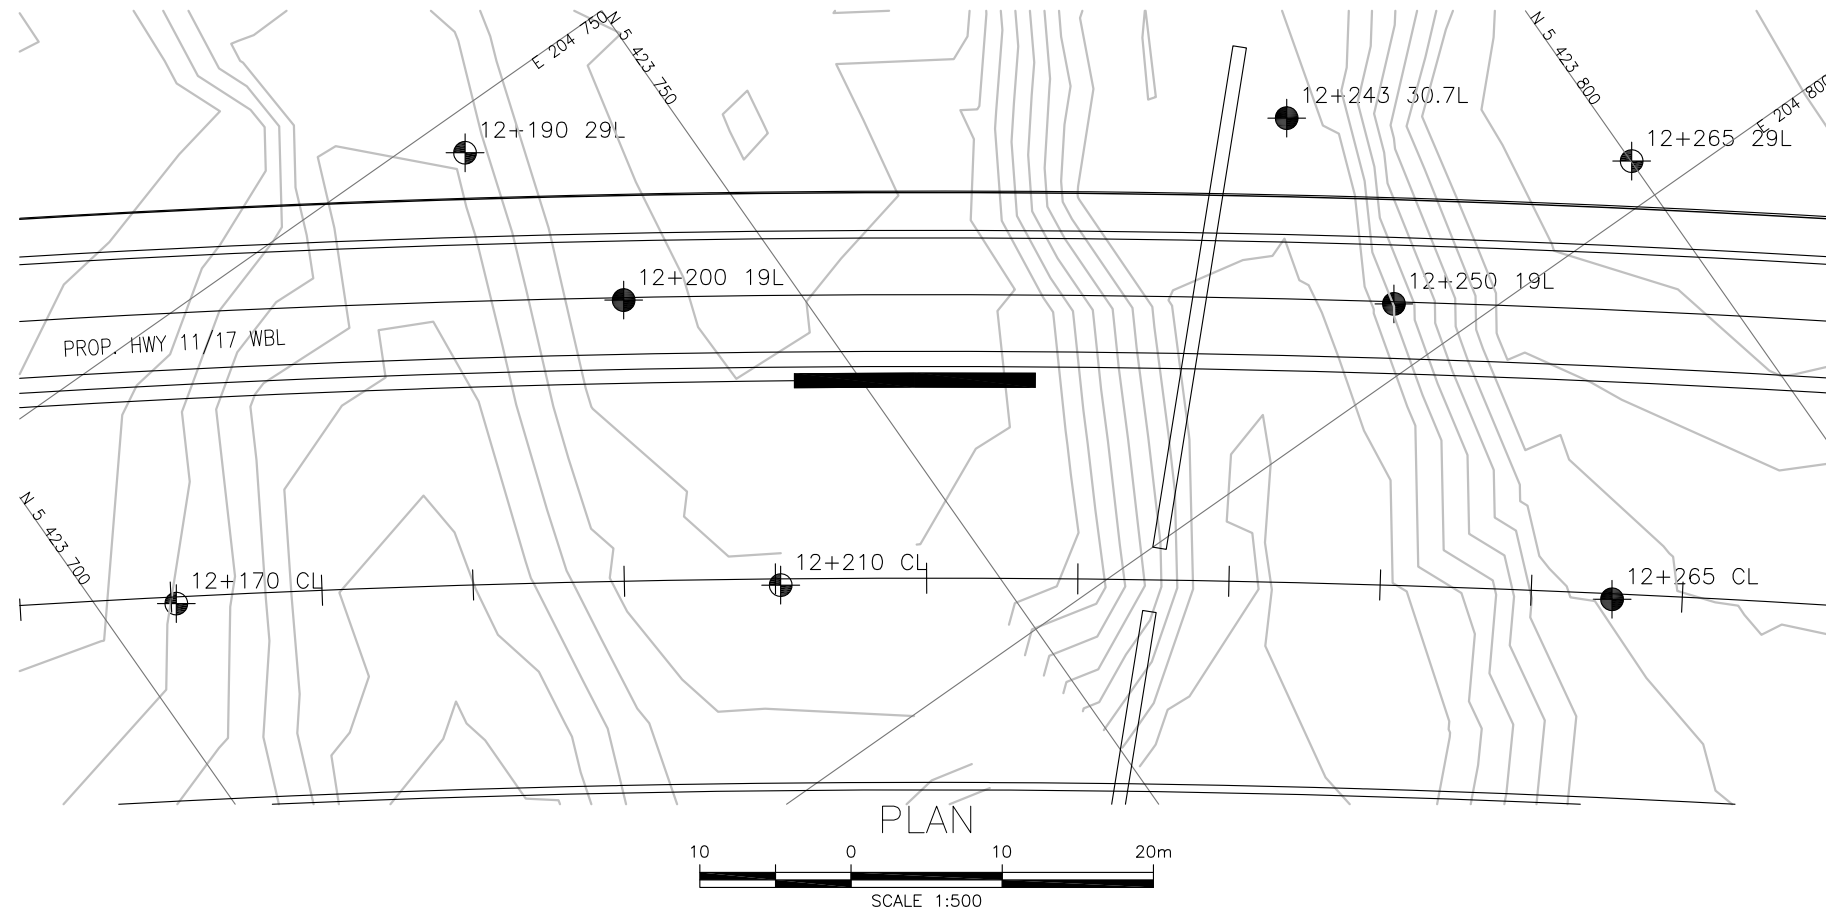 E 204 750
N 5 423 750
N 5 423 800
E 204 800
12+190 29L
12+243 30.7L
12+265 29L
12+200 19L
12+250 19L
PROP. HWY 11/17 WBL
N 5 423 700
12+170 CL
12+210 CL
12+265 CL
PLAN
10 0 10 20m
SCALE 1:500